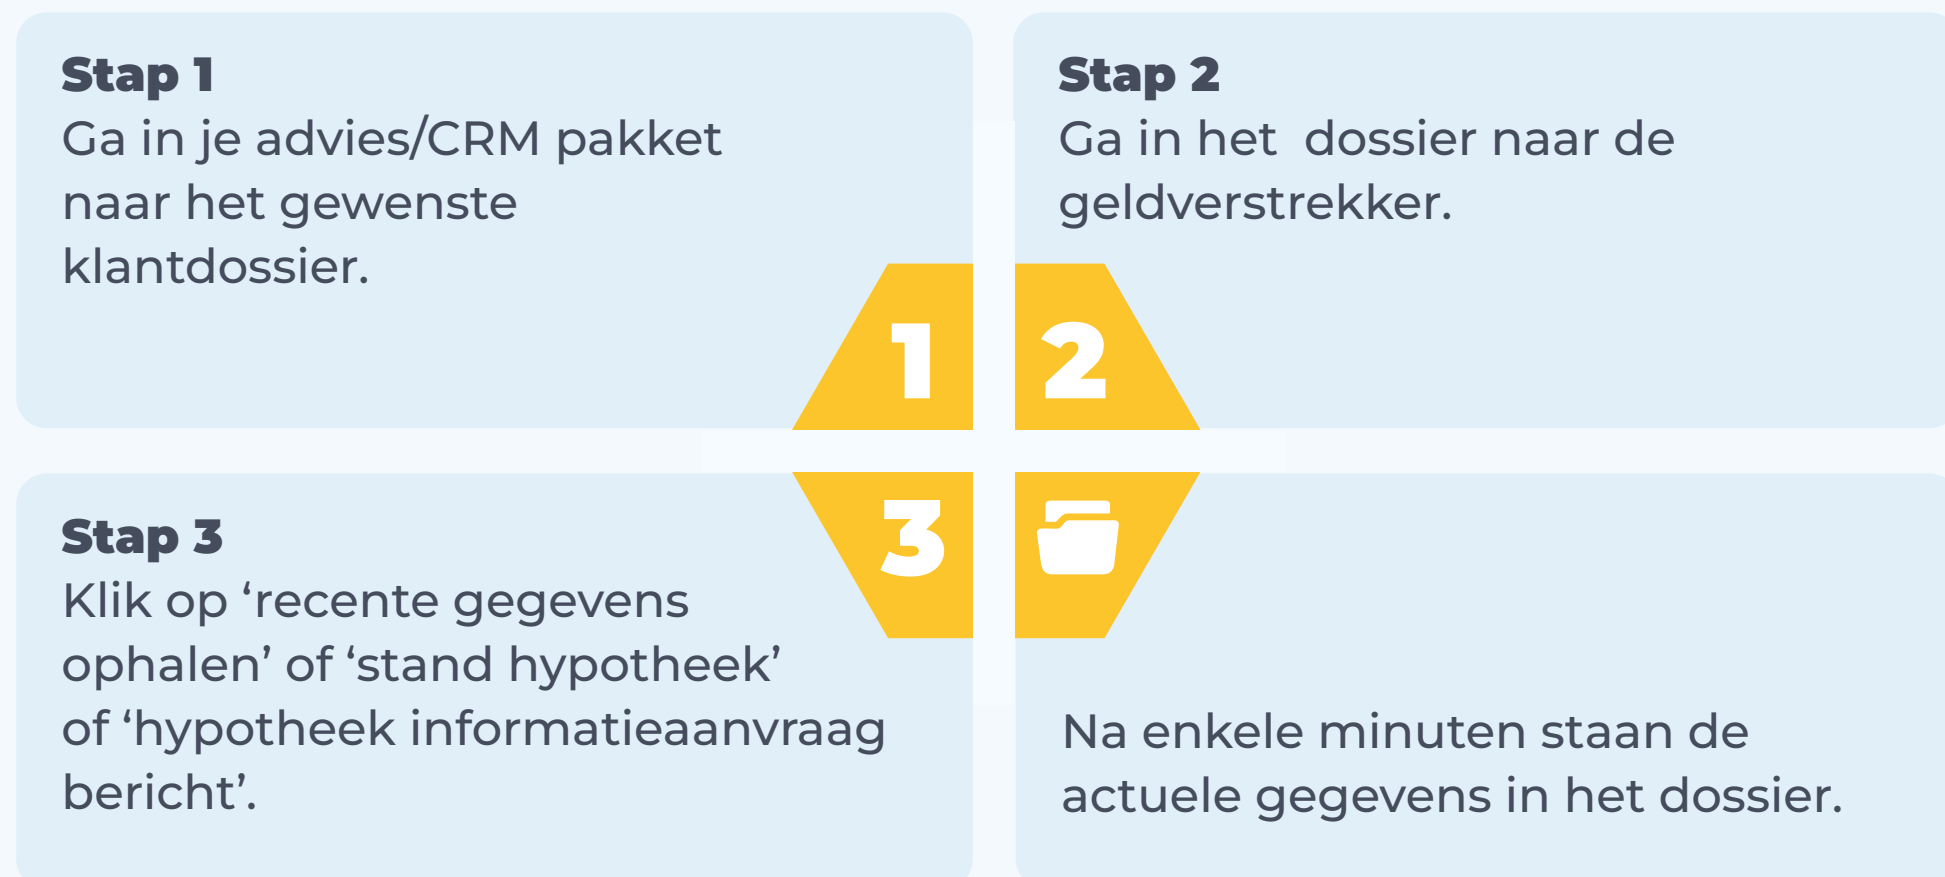 Stap 1
Ga in je advies/CRM pakket
naar het gewenste
klantdossier.
1
Stap 2
Ga in het  dossier naar de
geldverstrekker.
2
Stap 3
Klik op ‘recente gegevens
ophalen’ of ‘stand hypotheek’
of ‘hypotheek informatieaanvraag
bericht’.
3
Na enkele minuten staan de
actuele gegevens in het dossier.